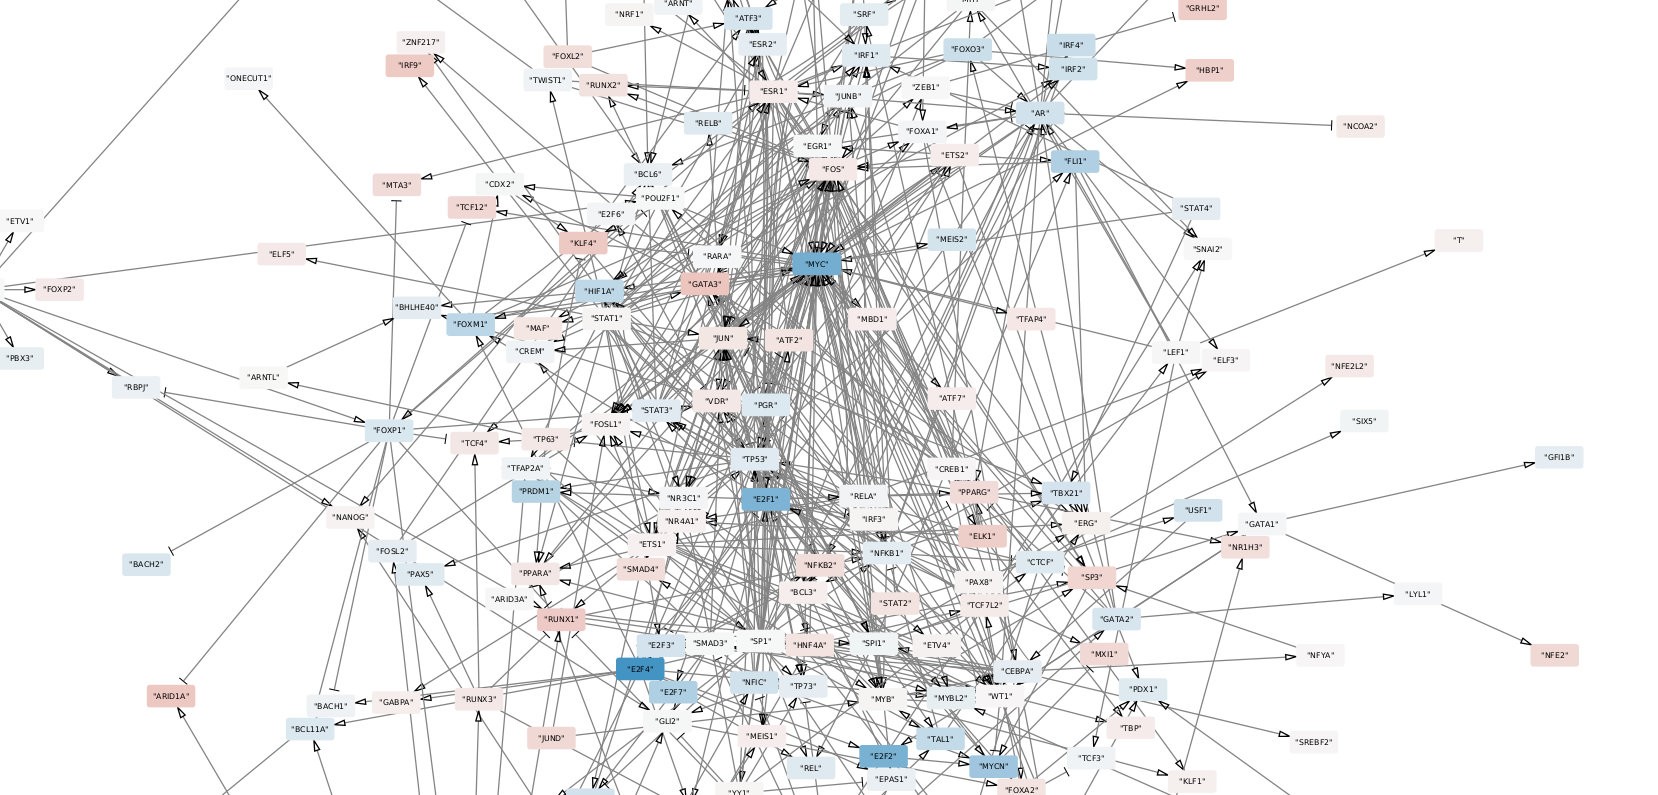 "GRHL2"
"ARNT"
"NRF1"
"ATF3"
"SRF"
"ZNF217"
"ESR2"
"FOXO3"
"IRF4"
"FOXL2"
"IRF1"
"IRF9"
"IRF2"
"HBP1"
"ONECUT1"
"TWIST1"
"RUNX2"
"ESR1"
"JUNB"
"ZEB1"
"AR"
"RELB"
"FOXA1"
"NCOA2"
"EGR1"
"ETS2"
"FLI1"
"FOS"
"BCL6"
"MTA3"
"CDX2"
"POU2F1"
"TCF12"
"E2F6"
"STAT4"
"ETV1"
"KLF4"
"MEIS2"
"T"
"SNAI2"
"ELF5"
"RARA"
"MYC"
"GATA3"
"FOXP2"
"HIF1A"
"BHLHE40"
"STAT1"
"MBD1"
"TFAP4"
"FOXM1"
"MAF"
"JUN"
"ATF2"
"CREM"
"LEF1"
"PBX3"
"ELF3"
"NFE2L2"
"ARNTL"
"RBPJ"
"VDR"
"PGR"
"ATF7"
"STAT3"
"SIX5"
"FOSL1"
"FOXP1"
"TCF4"
"TP63"
"TP53"
"GFI1B"
"TFAP2A"
"CREB1"
"PRDM1"
"NR3C1"
"E2F1"
"RELA"
"PPARG"
"TBX21"
"USF1"
"NANOG"
"NR4A1"
"IRF3"
"ERG"
"GATA1"
"ETS1"
"ELK1"
"NR1H3"
"FOSL2"
"NFKB1"
"BACH2"
"PAX5"
"PPARA"
"SMAD4"
"NFKB2"
"CTCF"
"SP3"
"PAX8"
"BCL3"
"LYL1"
"ARID3A"
"STAT2"
"TCF7L2"
"RUNX1"
"GATA2"
"E2F3"
"SMAD3"
"SP1"
"HNF4A"
"SPI1"
"ETV4"
"MXI1"
"NFYA"
"NFE2"
"E2F4"
"CEBPA"
"ARID1A"
"E2F7"
"NFIC"
"TP73"
"PDX1"
"BACH1"
"GABPA"
"RUNX3"
"MYB"
"MYBL2"
"WT1"
"BCL11A"
"GLI2"
"TBP"
"JUND"
"MEIS1"
"TAL1"
"SREBF2"
"E2F2"
"TCF3"
"REL"
"MYCN"
"EPAS1"
"KLF1"
"FOXA2"
"YY1"